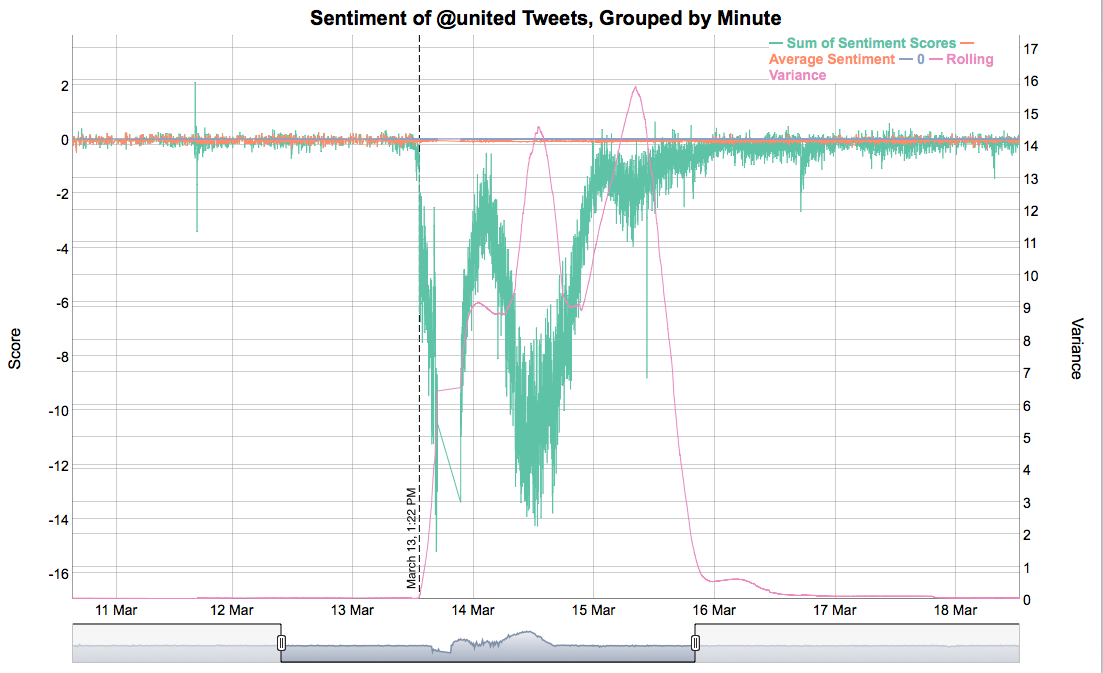 Sentiment of @united Tweets, Grouped by Minute
— Sum of Sentiment Scores —
Average Sentiment — 0 — Rolling
Variance
2
0
-2
-4
-6
-8
-10
-12
-14
-16
Score
17
16
15
14
13
12
11
10
9
8
7
6
5
4
3
2
1
0
Variance
March 13, 1:22 PM
11 Mar
12 Mar
13 Mar
14 Mar
15 Mar
16 Mar
17 Mar
18 Mar